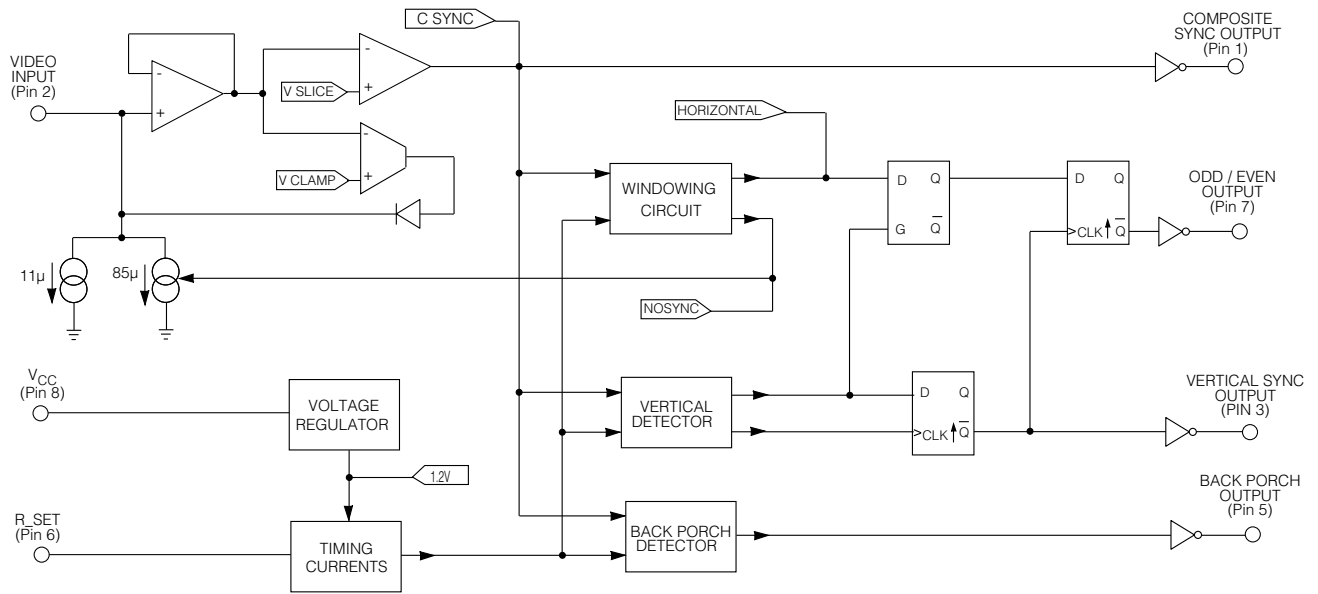 C SYNC
COMPOSITE
SYNC OUTPUT
(Pin 1)
VIDEO
INPUT
(Pin 2)
-
+
-
+
V SLICE
-
+
V CLAMP
HORIZONTAL
WINDOWING
CIRCUIT
D Q
G Q
D Q
>CLK Q
ODD / EVEN
OUTPUT
(Pin 7)
11µ
85µ
NOSYNC
VCC
(Pin 8)
VOLTAGE
REGULATOR
1.2V
VERTICAL
DETECTOR
D Q
>CLK Q
VERTICAL SYNC
OUTPUT
(PIN 3)
R_SET
(Pin 6)
TIMING
CURRENTS
BACK PORCH
DETECTOR
BACK PORCH
OUTPUT
(Pin 5)